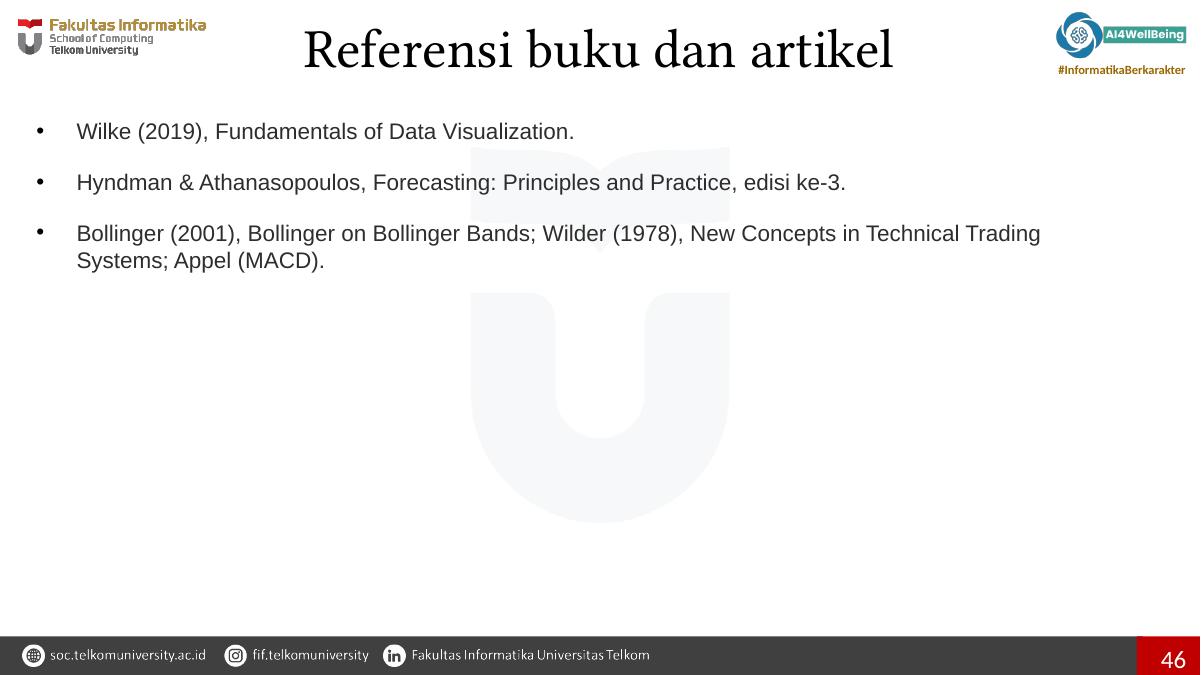 Fakultas Informatika
School of Computing
Telkom University
Referensi buku dan artikel
AI4WellBeing
#InformatikaBerkarakter
• Wilke (2019), Fundamentals of Data Visualization.
• Hyndman & Athanasopoulos, Forecasting: Principles and Practice, edisi ke-3.
• Bollinger (2001), Bollinger on Bollinger Bands; Wilder (1978), New Concepts in Technical Trading
Systems; Appel (MACD).
soc.telkomuniversity.ac.id
fif.telkomuniversity
Fakultas Informatika Universitas Telkom
46